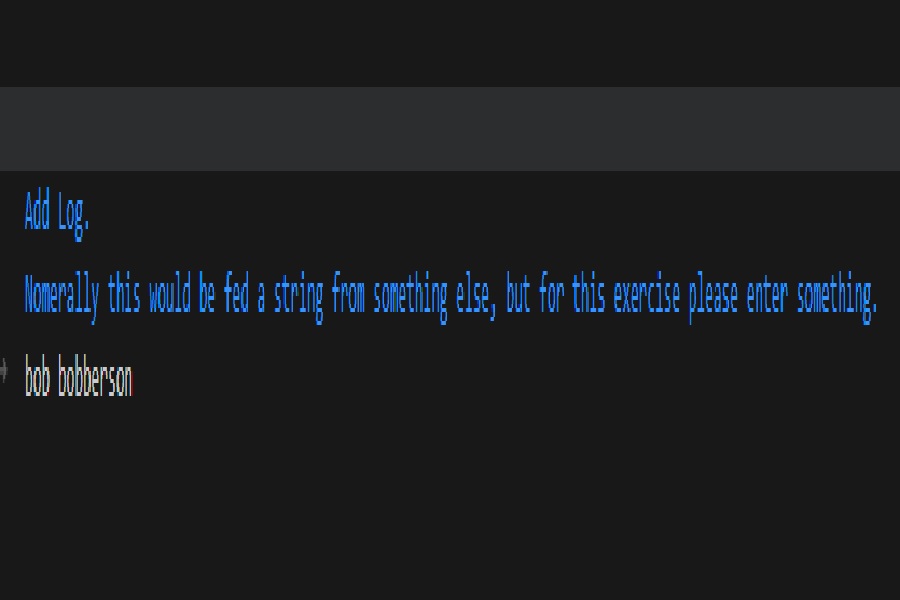 Add Log.
Nomerally this would be fed a string from something else, but for this exercise please enter something.
bob bobberson